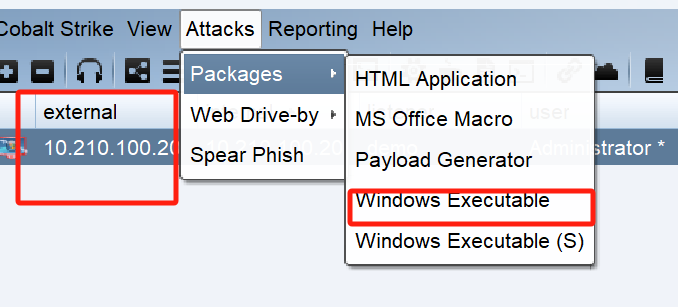 Cobalt Strike View Attacks Reporting Help
Packages
HTML Application
external
user
Web Drive-by
MS Office Macro
10.210.100.20
Administrator *
Spear Phish
Payload Generator
Windows Executable
Windows Executable (S)